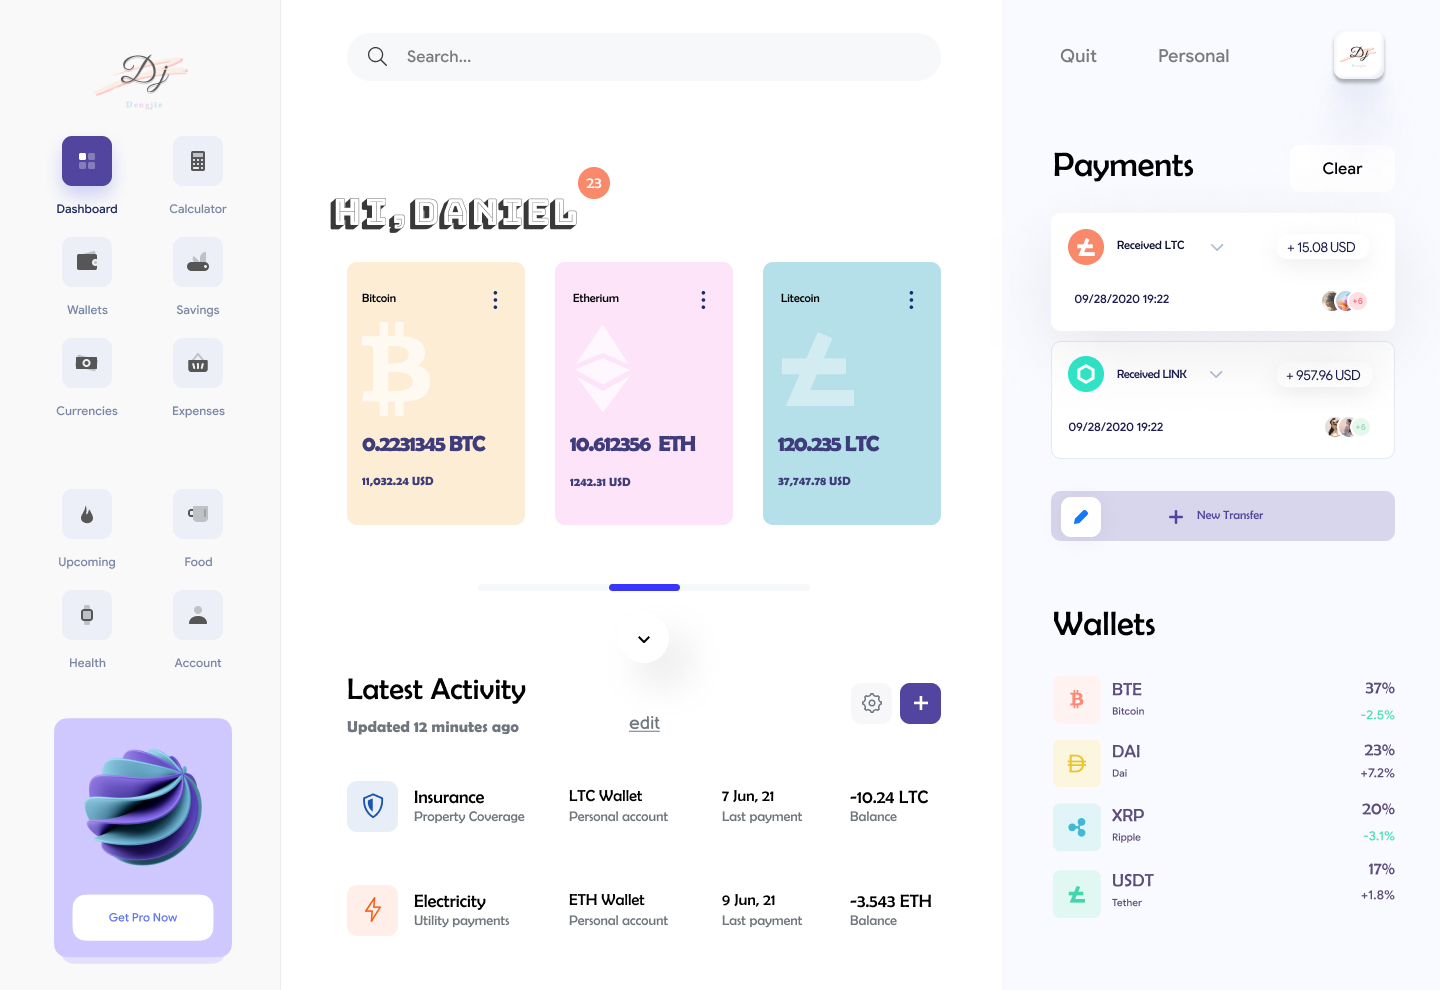 Dj
Dengjie
Dashboard
Calculator
Wallets
Savings
Currencies
Expenses
Upcoming
Food
Health
Account
Get Pro Now
Search...
HI,DANIEL
23
Bitcoin
0.2231345 BTC
11,032.24 USD
Etherium
10.612356 ETH
1242.31 USD
Litecoin
120.235 LTC
37,747.78 USD
Latest Activity
Updated 12 minutes ago
edit
Insurance
Property Coverage
LTC Wallet
Personal account
7 Jun, 21
Last payment
-10.24 LTC
Balance
Electricity
Utility payments
ETH Wallet
Personal account
9 Jun, 21
Last payment
-3.543 ETH
Balance
Quit
Personal
Dj
Payments
Clear
Received LTC
+ 15.08 USD
09/28/2020 19:22
+6
Received LINK
+ 957.96 USD
09/28/2020 19:22
+6
New Transfer
Wallets
BTE
Bitcoin
37%
-2.5%
DAI
Dai
23%
+7.2%
XRP
Ripple
20%
-3.1%
USDT
Tether
17%
+1.8%